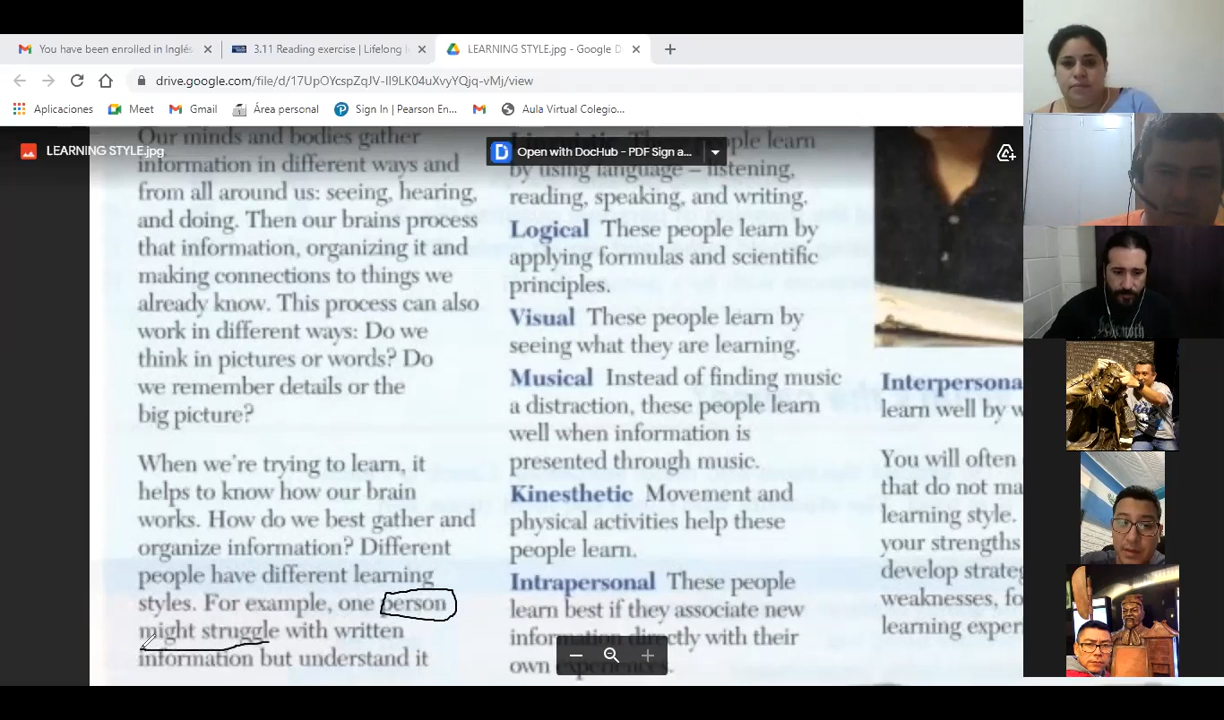 You have been enrolled in Inglés
3.11 Reading exercise | Lifelong l
LEARNING STYLE.jpg - Google D
drive.google.com/file/d/17UpOYcspZqJV-Il9LK04uXvyYQjq-vMj/view
Aplicaciones
Meet
Gmail
Área personal
Sign In | Pearson En...
Aula Virtual Colegio...
LEARNING STYLE.jpg
Open with DocHub - PDF Sign a...
Our minds and bodies gather
information in different ways and
from all around us: seeing, hearing,
and doing. Then our brains process
that information, organizing it and
making connections to things we
already know. This process can also
work in different ways: Do we
think in pictures or words? Do
we remember details or the
big picture?
When we're trying to learn, it
helps to know how our brain
works. How do we best gather and
organize information? Different
people have different learning
styles. For example, one person
might struggle with written
information but understand it
ple learn
by using language – listening,
reading, speaking, and writing.
Logical These people learn by
applying formulas and scientific
principles.
Visual These people learn by
seeing what they are learning.
Musical Instead of finding music
a distraction, these people learn
well when information is
presented through music.
Kinesthetic Movement and
physical activities help these
people learn.
Intrapersonal These people
learn best if they associate new
information directly with their
own experiences.
Interpersona
learn well by w
You will often
that do not ma
learning style.
your strengths
develop strateg
weaknesses, fo
learning exper